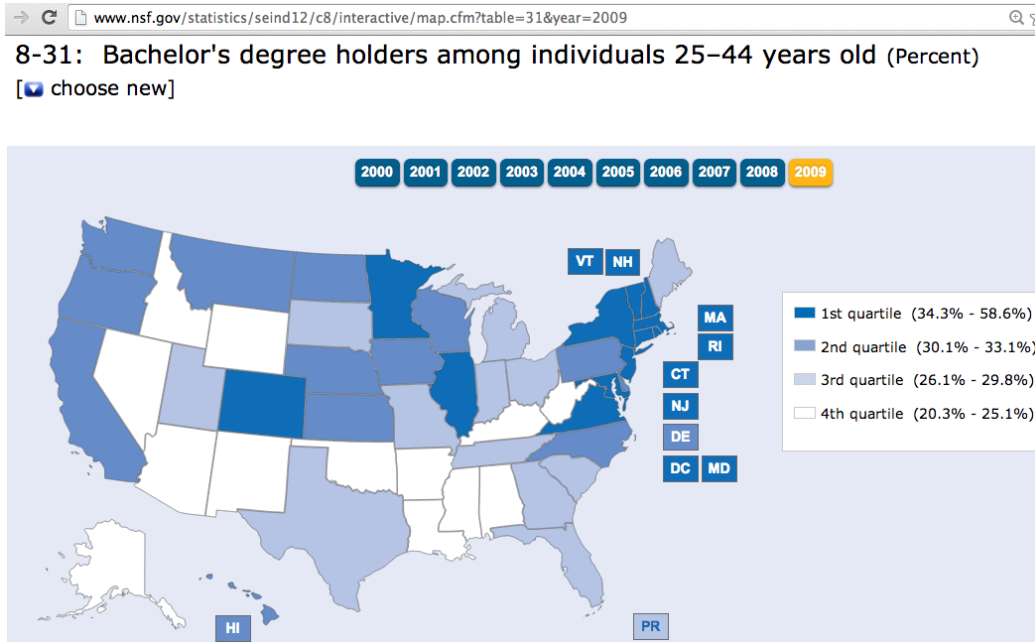 www.nsf.gov/statistics/seind12/c8/interactive/map.cfm?table=31&year=2009
8-31: Bachelor's degree holders among individuals 25–44 years old (Percent)
[ choose new]
2000 2001 2002 2003 2004 2005 2006 2007 2008 2009
VT NH
MA
RI
CT
NJ
DE
DC MD
1st quartile (34.3% - 58.6%)
2nd quartile (30.1% - 33.1%)
3rd quartile (26.1% - 29.8%)
4th quartile (20.3% - 25.1%)
HI
PR